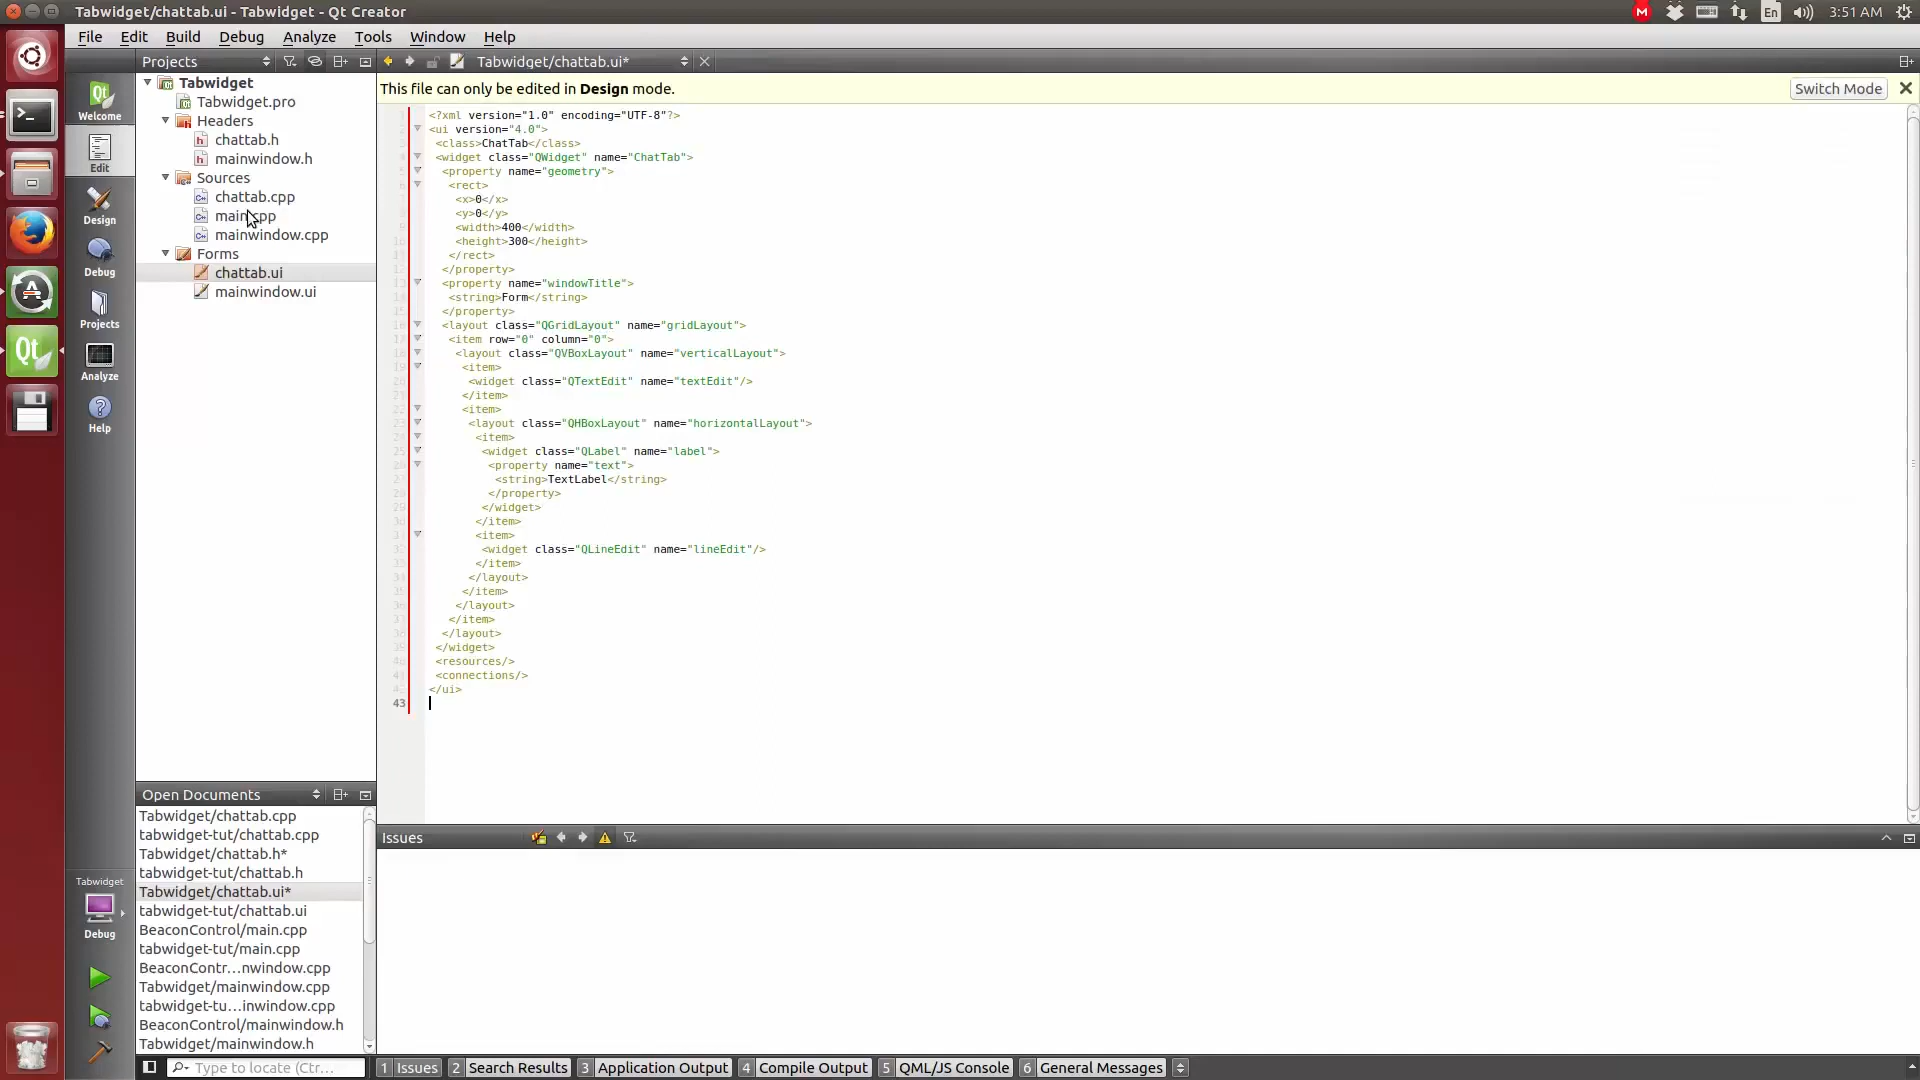 Tabwidget/chattab.ui - Tabwidget - Qt Creator
En
3:51 AM
File Edit Build Debug Analyze Tools Window Help
Projects
Tabwidget/chattab.ui*
This file can only be edited in Design mode.
Switch Mode
Welcome
Edit
Design
Debug
Projects
Analyze
Help
Tabwidget
Tabwidget.pro
Headers
chattab.h
mainwindow.h
Sources
chattab.cpp
main.cpp
mainwindow.cpp
Forms
chattab.ui
mainwindow.ui
<?xml version="1.0" encoding="UTF-8"?>
<ui version="4.0">
<class>ChatTab</class>
<widget class="QWidget" name="ChatTab">
<property name="geometry">
<rect>
<x>0</x>
<y>0</y>
<width>400</width>
<height>300</height>
</rect>
</property>
<property name="windowTitle">
<string>Form</string>
</property>
<layout class="QGridLayout" name="gridLayout">
<item row="0" column="0">
<layout class="QVBoxLayout" name="verticalLayout">
<item>
<widget class="QTextEdit" name="textEdit"/>
</item>
<item>
<layout class="QHBoxLayout" name="horizontalLayout">
<item>
<widget class="QLabel" name="label">
<property name="text">
<string>TextLabel</string>
</property>
</widget>
</item>
<item>
<widget class="QLineEdit" name="lineEdit"/>
</item>
</layout>
</item>
</layout>
</item>
</layout>
</widget>
<resources/>
<connections/>
</ui>
43
Open Documents
Tabwidget/chattab.cpp
tabwidget-tut/chattab.cpp
Tabwidget/chattab.h*
tabwidget-tut/chattab.h
Tabwidget/chattab.ui*
tabwidget-tut/chattab.ui
BeaconControl/main.cpp
tabwidget-tut/main.cpp
BeaconContr...nwindow.cpp
Tabwidget/mainwindow.cpp
tabwidget-tu...inwindow.cpp
BeaconControl/mainwindow.h
Tabwidget/mainwindow.h
Issues
Tabwidget
Debug
Type to locate (Ctr...
1 Issues 2 Search Results 3 Application Output 4 Compile Output 5 QML/JS Console 6 General Messages